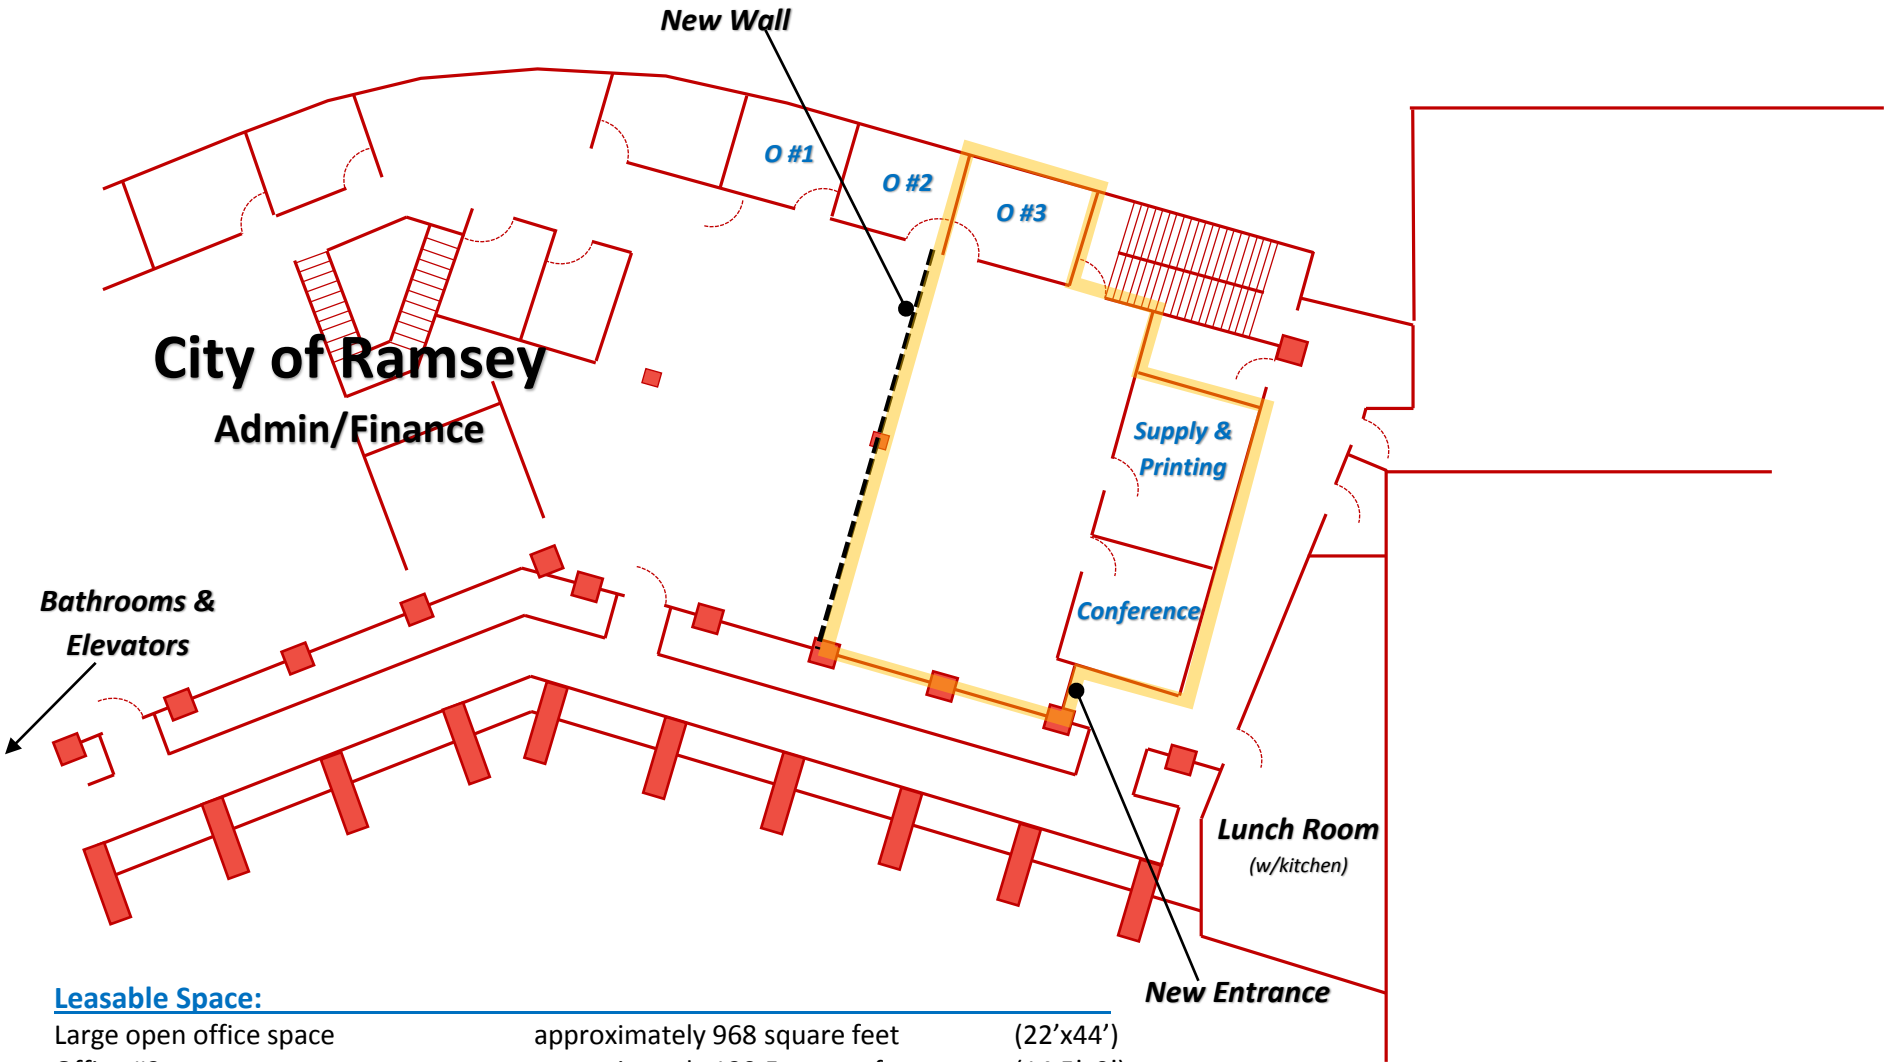 New Wall
O #1
O #2
O #3
City of Ramsey
Admin/Finance
Supply &
Printing
Bathrooms &
Elevators
Conference
Lunch Room
(w/kitchen)
New Entrance
Leasable Space:
Large open office space approximately 968 square feet (22’x44’)